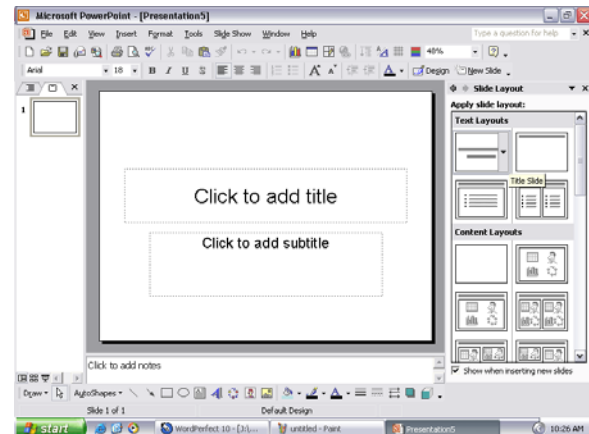 Microsoft PowerPoint - [Presentation5]
File Edit View Insert Format Tools Slide Show Window Help
Type a question for help
48%
Arial 18 B I U S A A A Design New Slide
Slide Layout
Apply slide layout:
Text Layouts
1
Title Slide
Click to add title
Click to add subtitle
Content Layouts
Click to add notes
Show when inserting new slides
Draw AutoShapes
Slide 1 of 1 Default Design
start WordPerfect 10 - [J:\... untitled - Paint Presentation5 10:26 AM